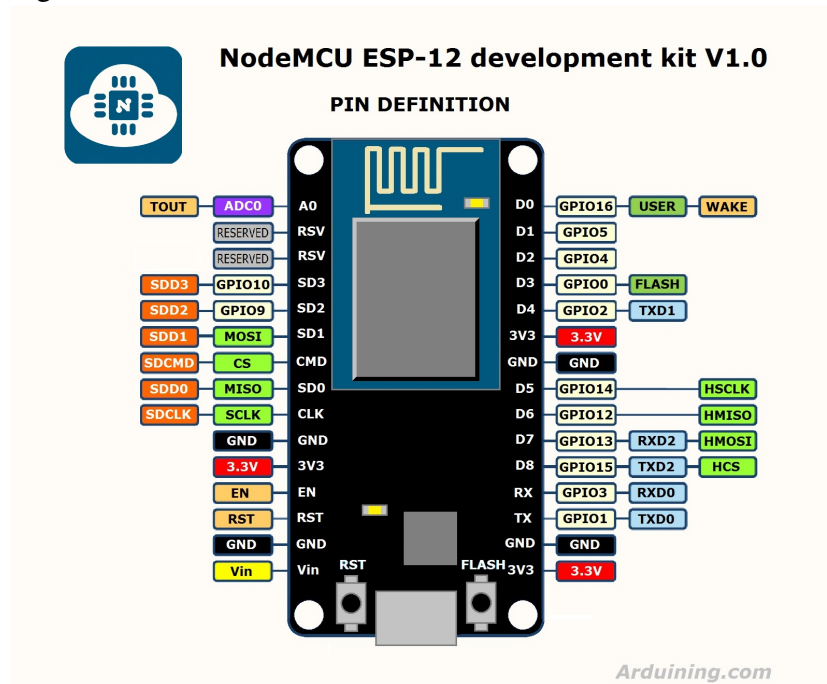 NodeMCU ESP-12 development kit V1.0
PIN DEFINITION
TOUT ADC0 A0 D0 GPIO16 USER WAKE
RESERVED RSV D1 GPIO5
RESERVED RSV D2 GPIO4
SDD3 GPIO10 SD3 D3 GPIO0 FLASH
SDD2 GPIO9 SD2 D4 GPIO2 TXD1
SDD1 MOSI SD1 3V3 3.3V
SDCMD CS CMD GND GND
SDD0 MISO SD0 D5 GPIO14 HSCLK
SDCLK SCLK CLK D6 GPIO12 HMISO
GND GND D7 GPIO13 RXD2 HMOSI
3.3V 3V3 D8 GPIO15 TXD2 HCS
EN EN RX GPIO3 RXD0
RST RST TX GPIO1 TXD0
GND GND GND GND
Vin Vin RST FLASH 3V3 3.3V
Arduining.com